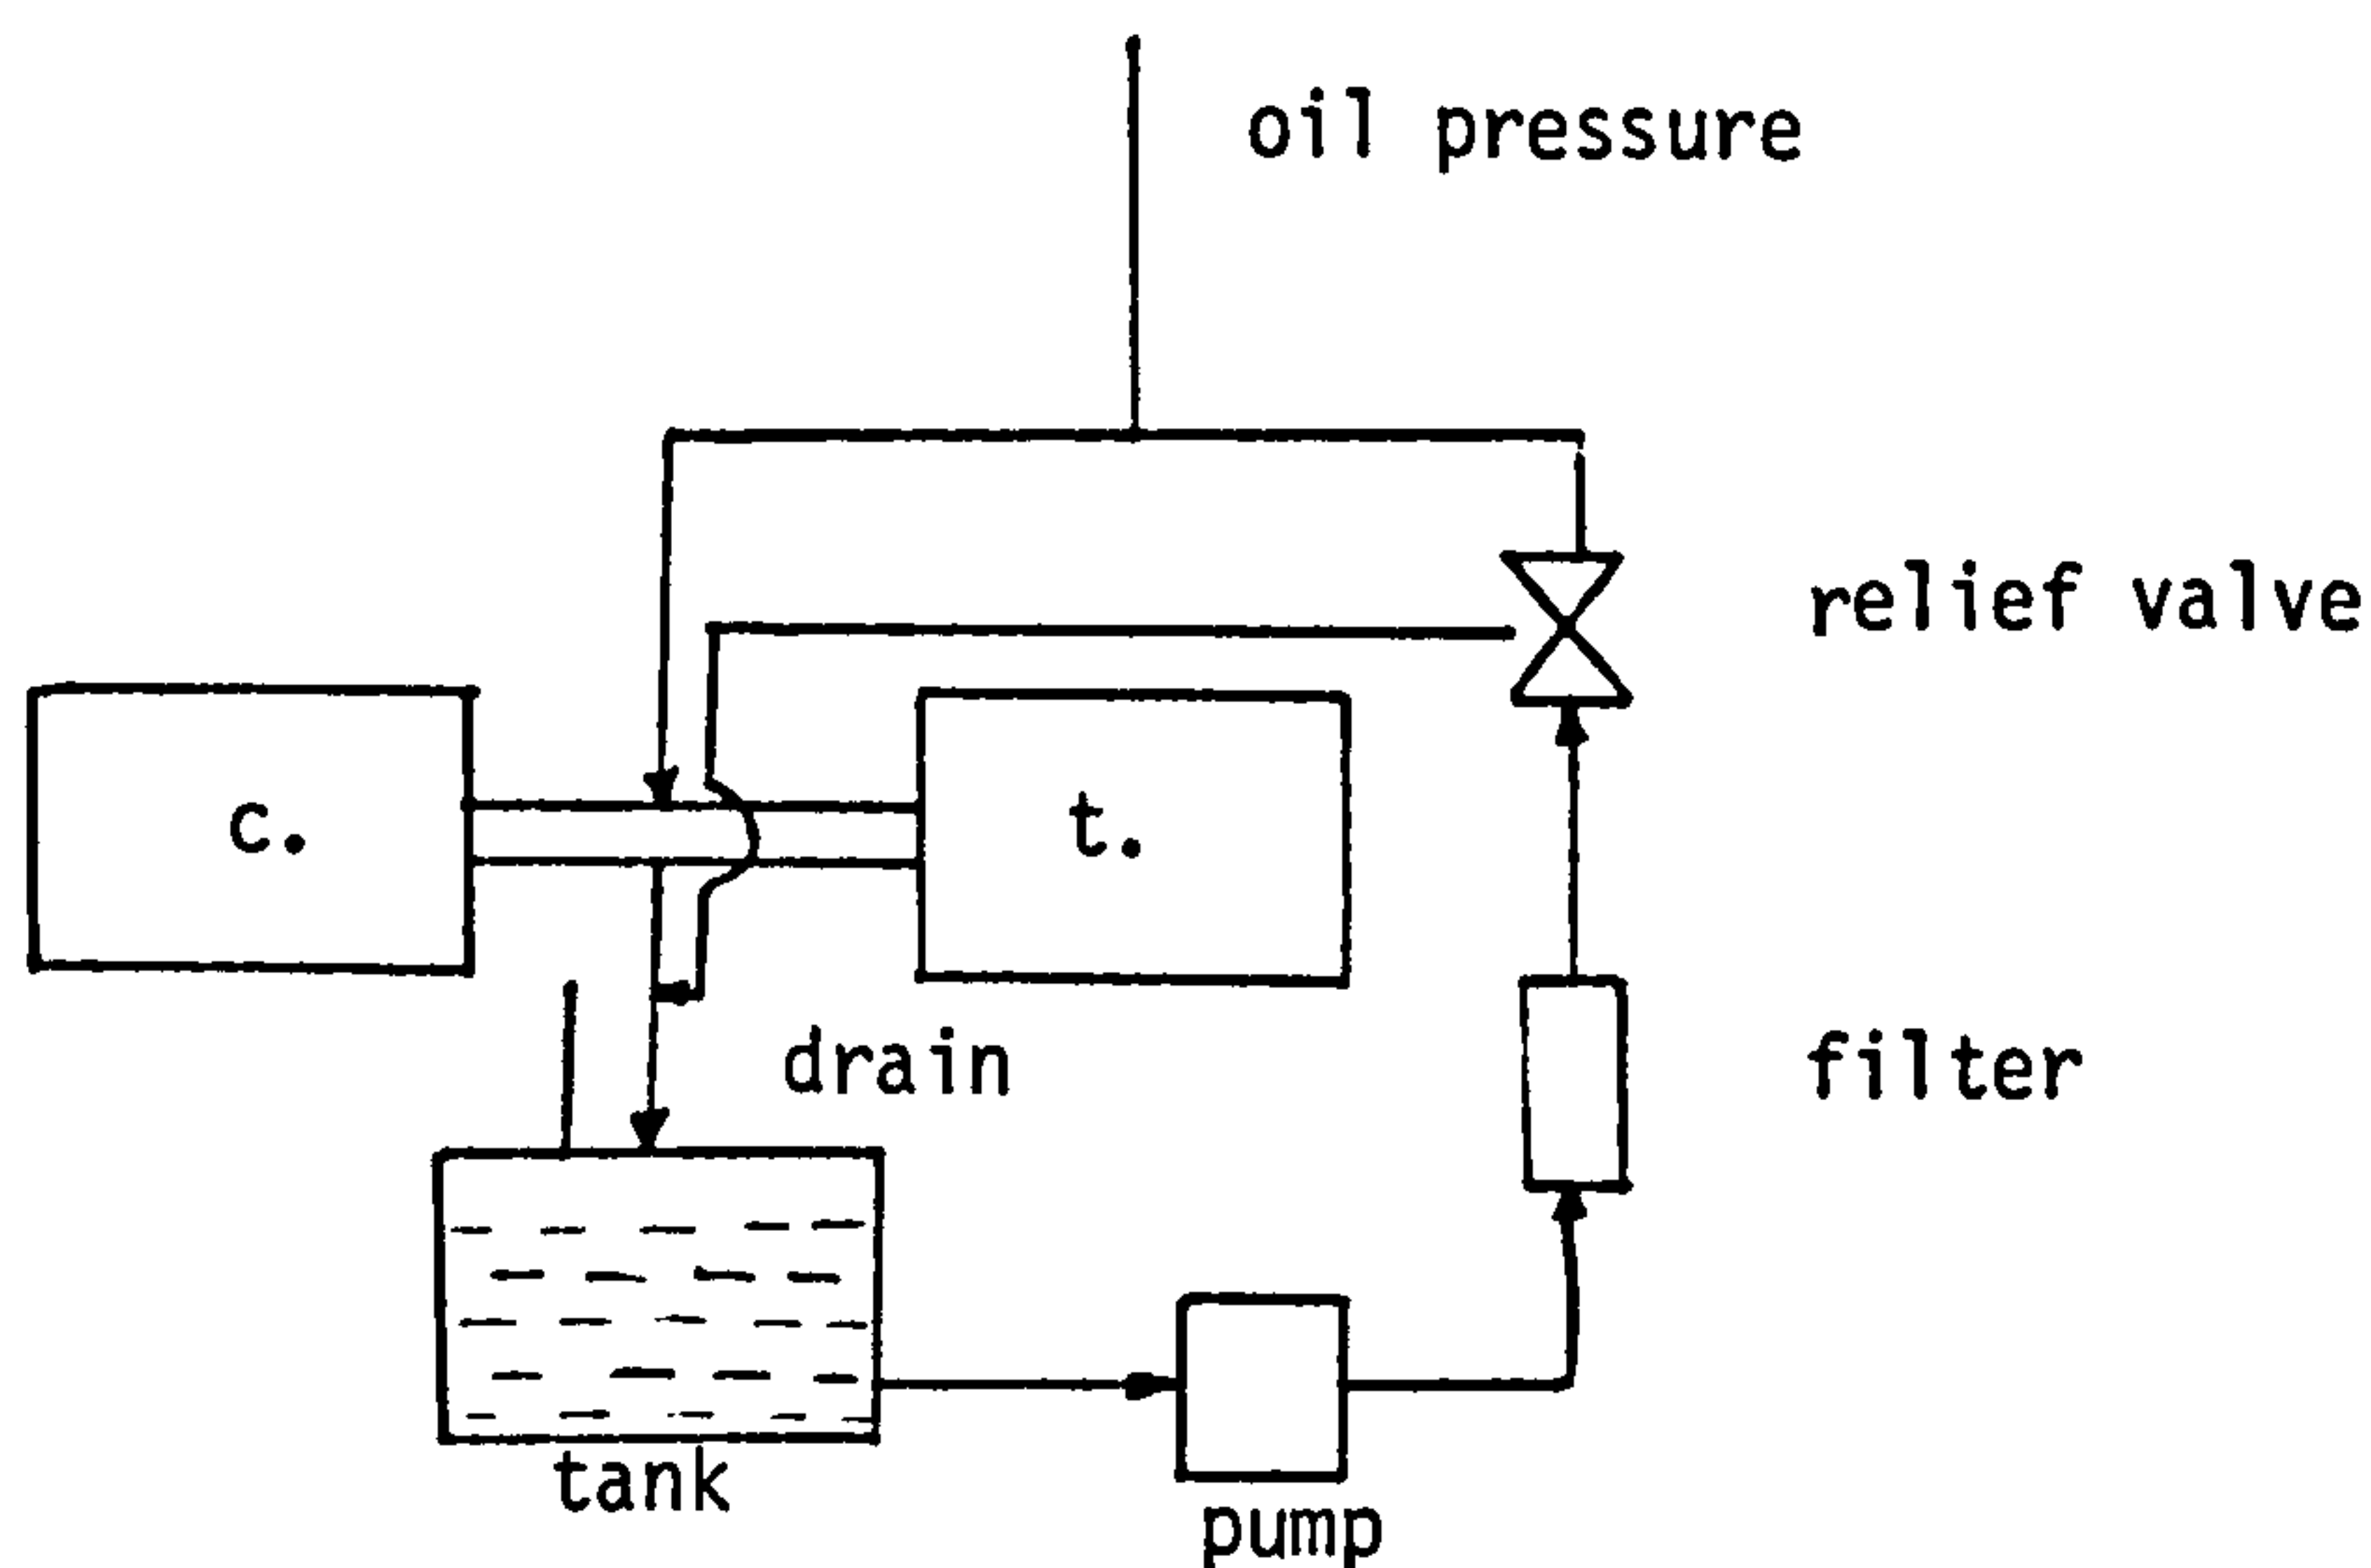 oil pressure
relief valve
c.
t.
drain
filter
tank
pump